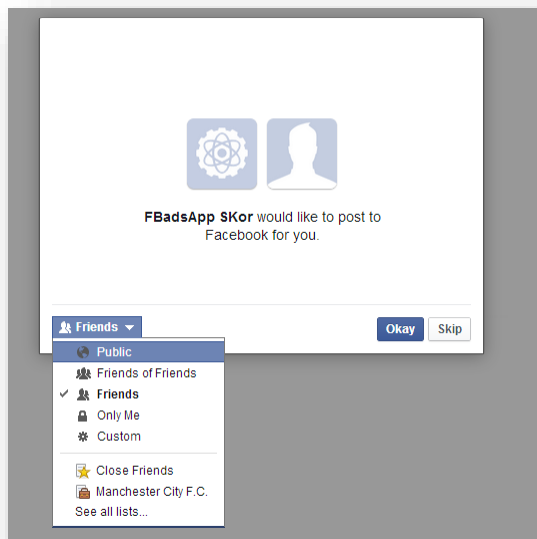 FBadsApp SKor would like to post to
Facebook for you.
Friends
Okay
Skip
Public
Friends of Friends
Friends
Only Me
Custom
Close Friends
Manchester City F.C.
See all lists...